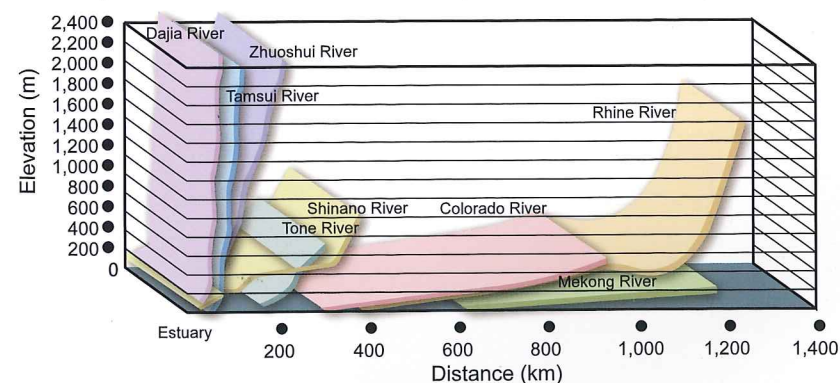 2,400
2,200
2,000
1,800
1,600
1,400
1,200
1,000
800
600
400
200
0
Elevation (m)
Dajia River
Zhuoshui River
Tamsui River
Rhine River
Shinano River
Colorado River
Tone River
Mekong River
Estuary
200
400
600
800
1,000
1,200
1,400
Distance (km)